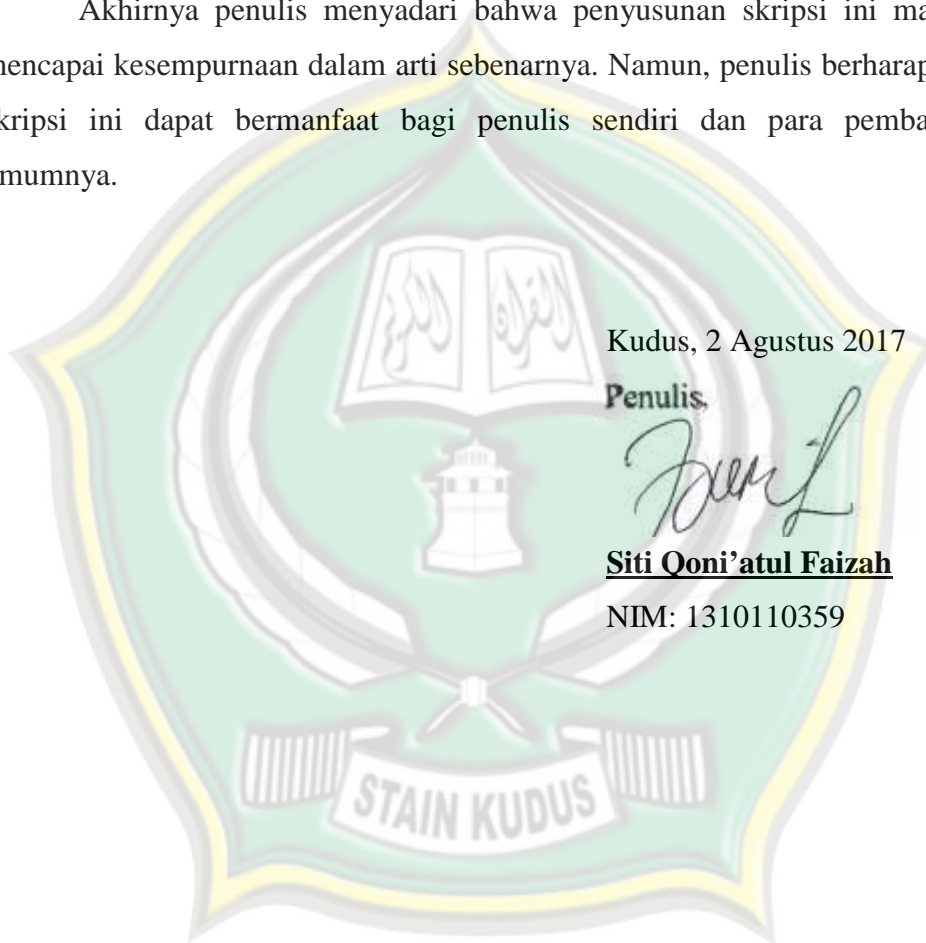 Akhirnya penulis menyadari bahwa penyusunan skripsi ini ma
mencapai kesempurnaan dalam arti sebenarnya. Namun, penulis berharap
kripsi ini dapat bermanfaat bagi penulis sendiri dan para pemba
mumnya.
Kudus, 2 Agustus 2017
Penulis,
Siti Qoni’atul Faizah
NIM: 1310110359
STAIN KUDUS